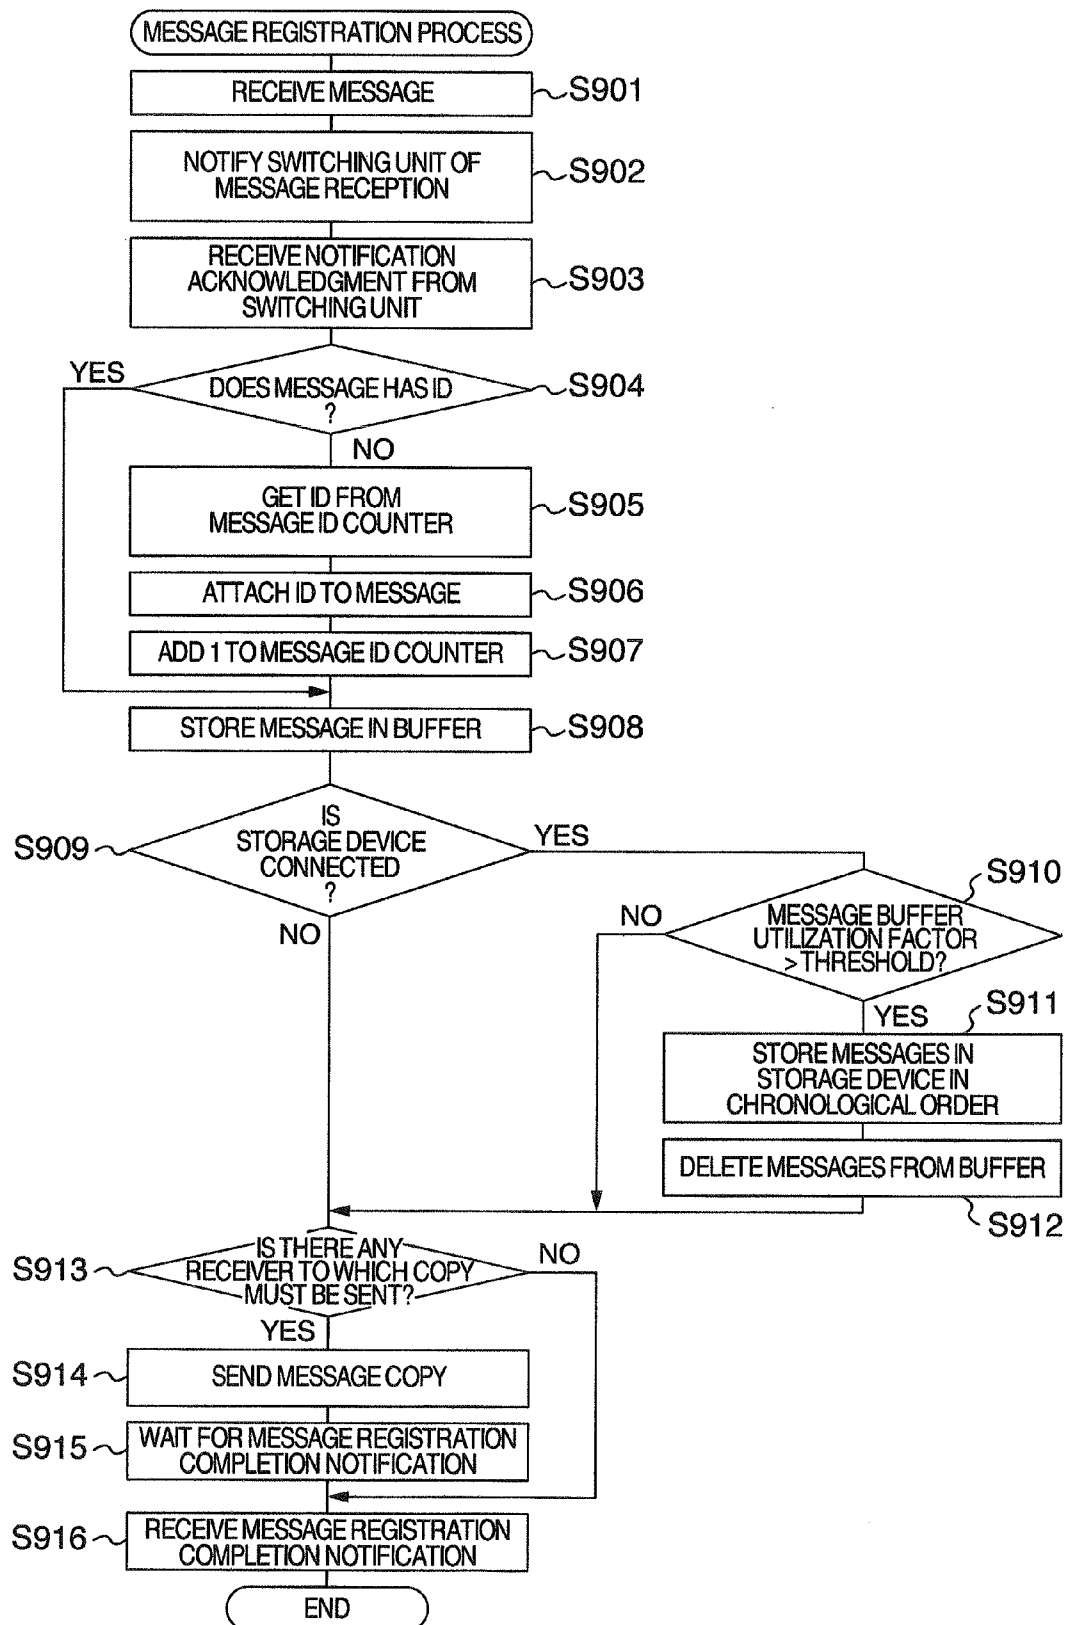 MESSAGE REGISTRATION PROCESS
RECEIVE MESSAGE
S901
NOTIFY SWITCHING UNIT OF
MESSAGE RECEPTION
S902
RECEIVE NOTIFICATION
ACKNOWLEDGMENT FROM
SWITCHING UNIT
S903
YES
DOES MESSAGE HAS ID
?
S904
NO
GET ID FROM
MESSAGE ID COUNTER
S905
ATTACH ID TO MESSAGE
S906
ADD 1 TO MESSAGE ID COUNTER
S907
STORE MESSAGE IN BUFFER
S908
S909
IS
STORAGE DEVICE
CONNECTED
?
YES
NO
S910
NO
MESSAGE BUFFER
UTILIZATION FACTOR
> THRESHOLD?
YES
S911
STORE MESSAGES IN
STORAGE DEVICE IN
CHRONOLOGICAL ORDER
DELETE MESSAGES FROM BUFFER
S912
S913
IS THERE ANY
RECEIVER TO WHICH COPY
MUST BE SENT?
NO
YES
S914
SEND MESSAGE COPY
S915
WAIT FOR MESSAGE REGISTRATION
COMPLETION NOTIFICATION
S916
RECEIVE MESSAGE REGISTRATION
COMPLETION NOTIFICATION
END